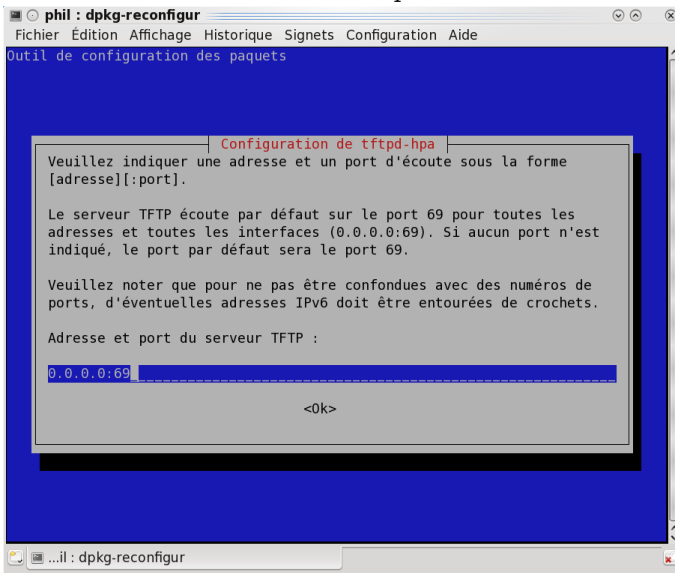 phil : dpkg-reconfigur
Fichier Édition Affichage Historique Signets Configuration Aide
Outil de configuration des paquets
Configuration de tftpd-hpa
Veuillez indiquer une adresse et un port d'écoute sous la forme
[adresse][:port].
Le serveur TFTP écoute par défaut sur le port 69 pour toutes les
adresses et toutes les interfaces (0.0.0.0:69). Si aucun port n'est
indiqué, le port par défaut sera le port 69.
Veuillez noter que pour ne pas être confondues avec des numéros de
ports, d'éventuelles adresses IPv6 doit être entourées de crochets.
Adresse et port du serveur TFTP :
0.0.0.0:69
<Ok>
...il : dpkg-reconfigur